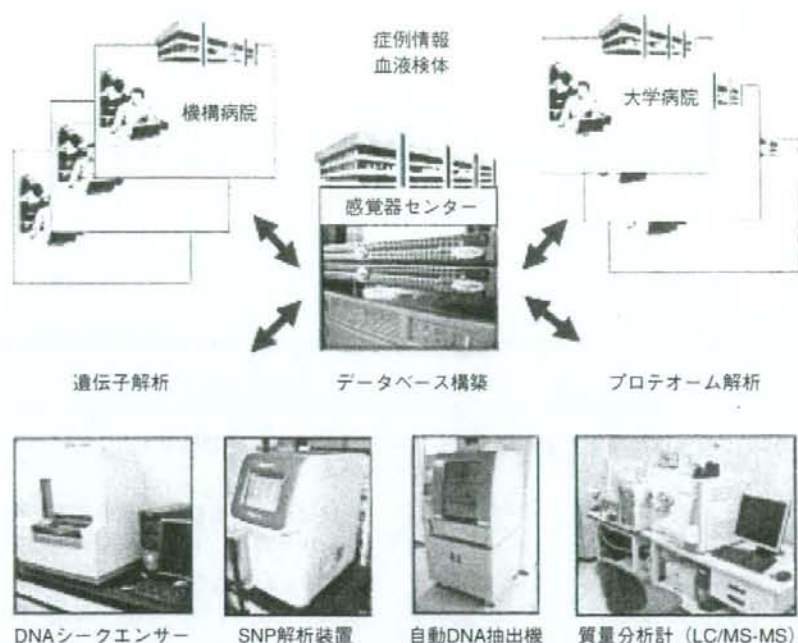 症例情報
血液検体
機構病院
大学病院
感覚器センター
遺伝子解析
データベース構築
プロテオーム解析
DNAシークエンサー
SNP解析装置
自動DNA抽出機
質量分析計（LC/MS-MS）